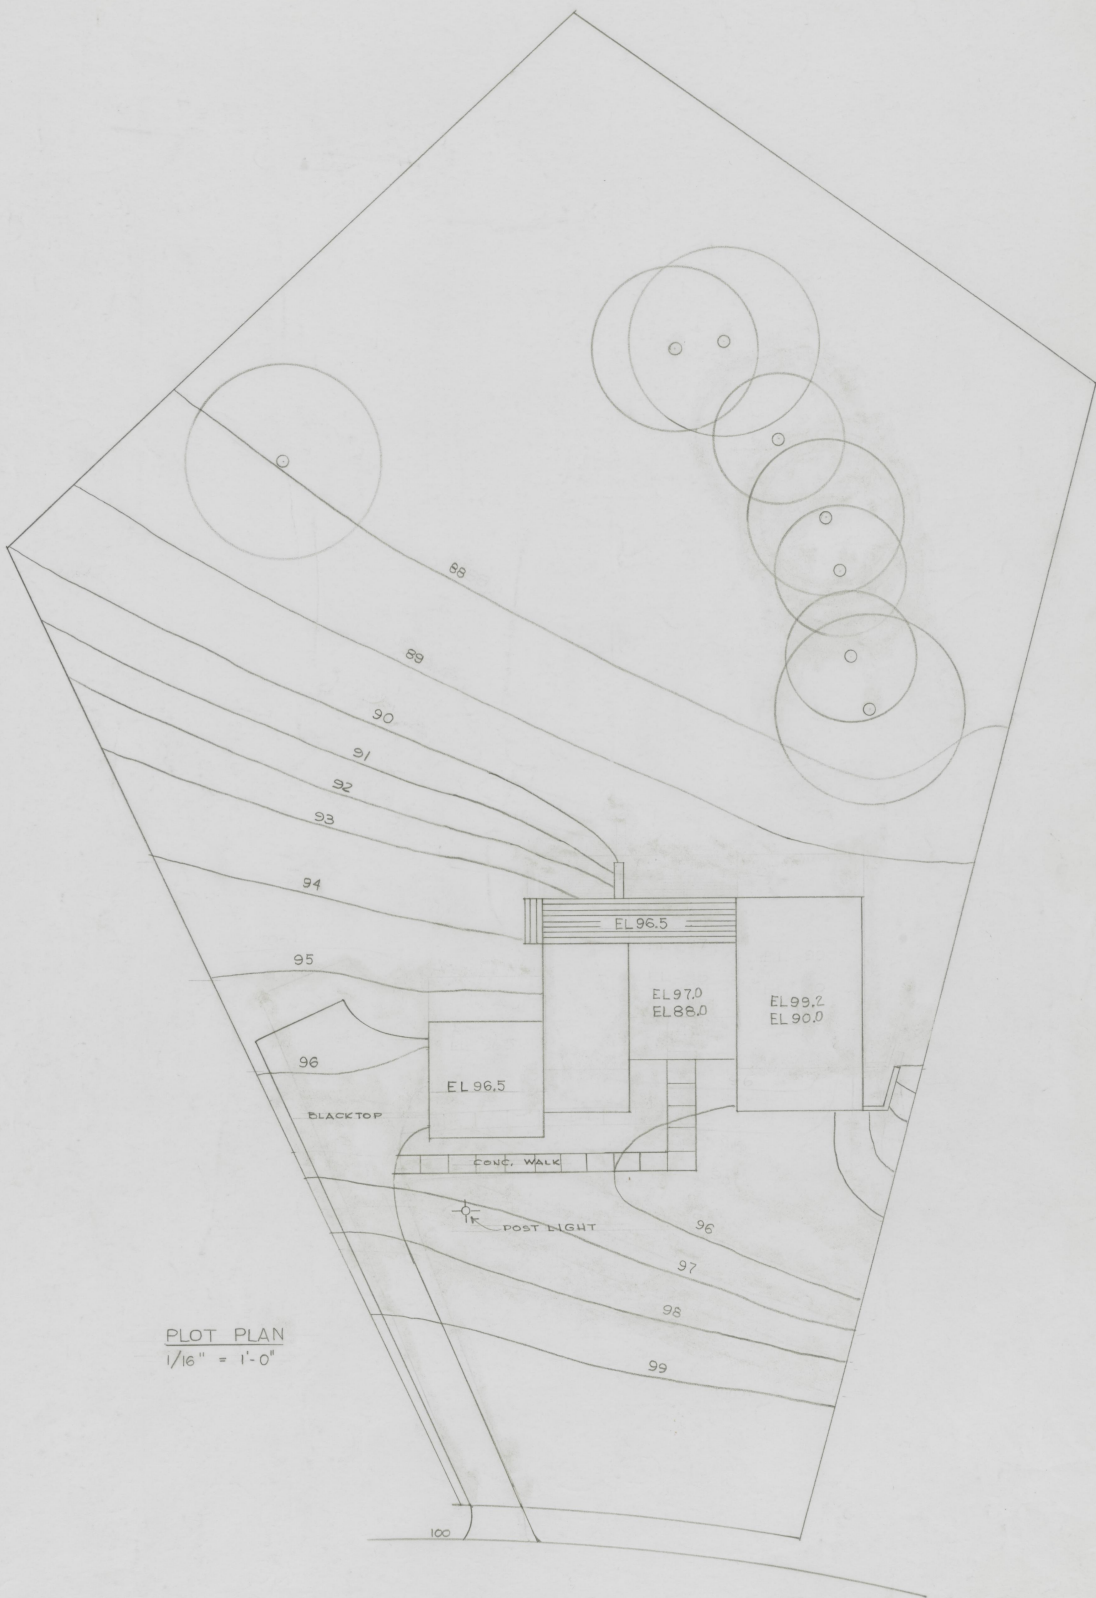 88
89
90
91
92
93
94
EL 96.5
95
EL 97.0
EL 88.0
EL 99.2
EL 90.0
96
EL 96.5
BLACKTOP
CONC. WALK
POST LIGHT
96
97
98
99
PLOT PLAN
1/16" = 1'-0"
100